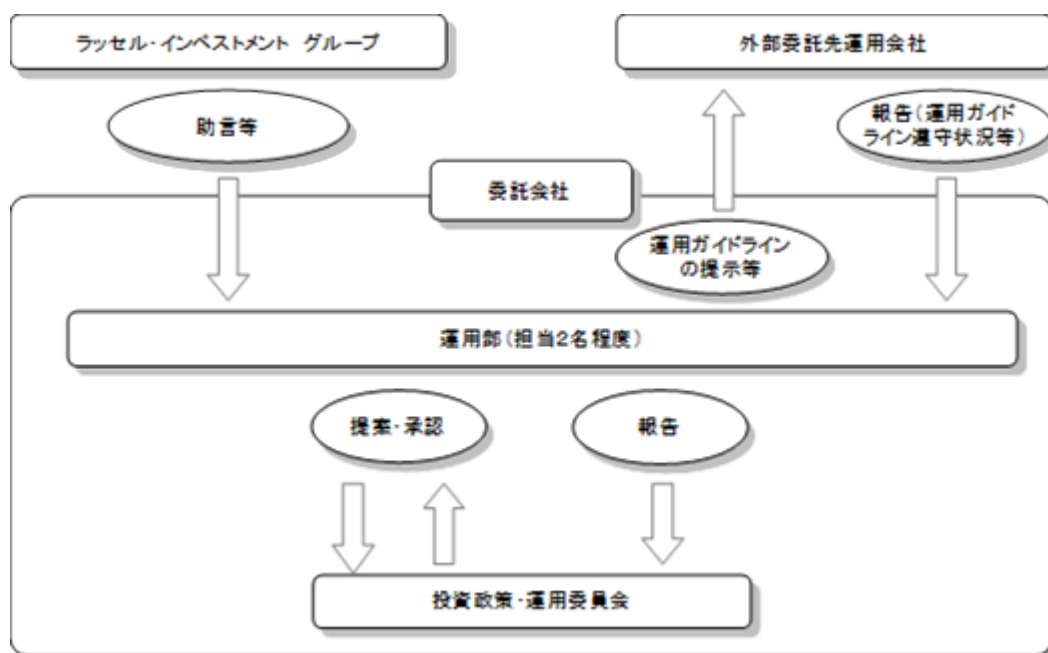 ラッセル・インベストメント グループ
外部委託先運用会社
助言等
報告(運用ガイド
ライン遵守状況等)
委託会社
運用ガイドライン
の提示等
運用部(担当2名程度)
提案・承認
報告
投資政策・運用委員会